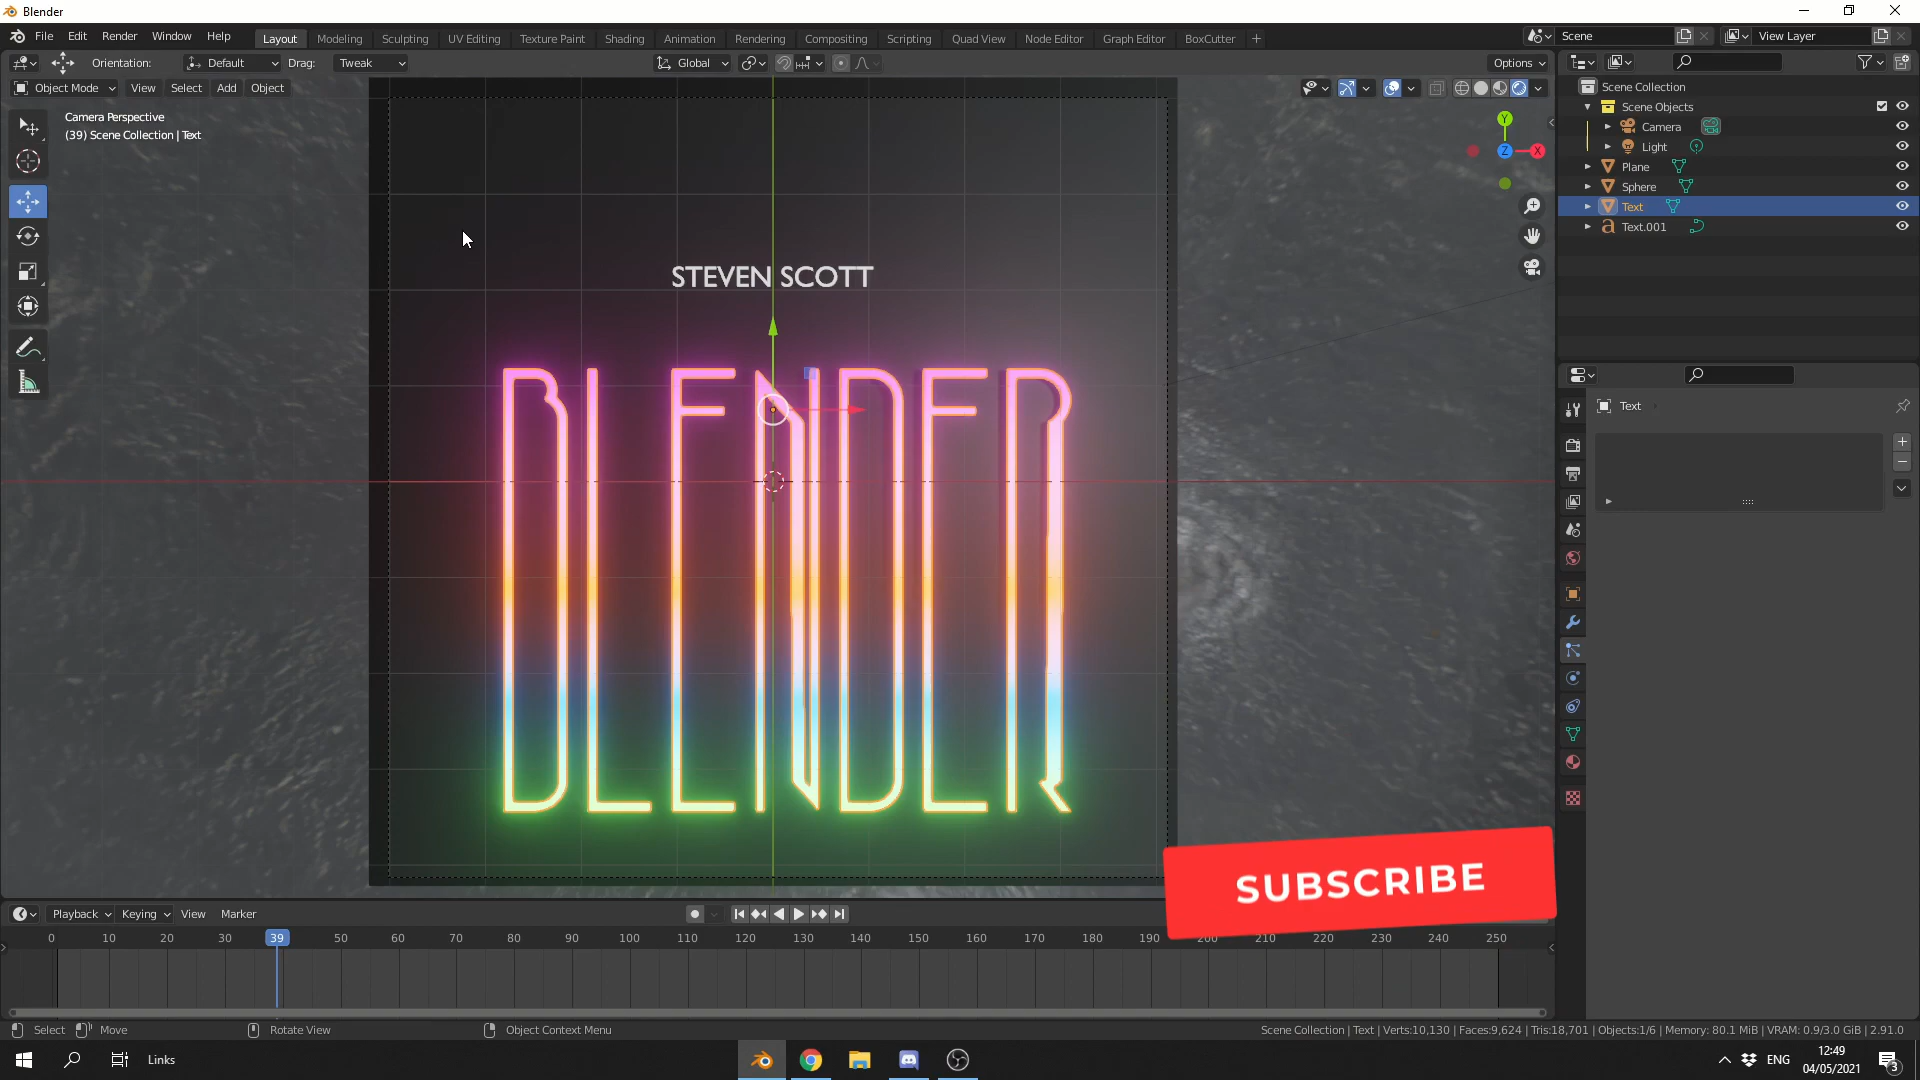 Blender
File Edit Render Window Help
Layout Modeling Sculpting UV Editing Texture Paint Shading Animation Rendering Compositing Scripting Quad View Node Editor Graph Editor BoxCutter +
Scene
View Layer
Orientation: Default Drag: Tweak
Global
Options
Object Mode View Select Add Object
Camera Perspective
(39) Scene Collection | Text
Y
Z
X
STEVEN SCOTT
BLENDER
Scene Collection
Scene Objects
Camera
Light
Plane
Sphere
Text
Text.001
Text
SUBSCRIBE
Playback Keying View Marker
0 10 20 30 39 50 60 70 80 90 100 110 120 130 140 150 160 170 180 190 200 210 220 230 240 250
Select Move Rotate View Object Context Menu
Scene Collection | Text | Verts:10,130 | Faces:9,624 | Tris:18,701 | Objects:1/6 | Memory: 80.1 MiB | VRAM: 0.9/3.0 GiB | 2.91.0
Links
ENG
12:49
04/05/2021
3